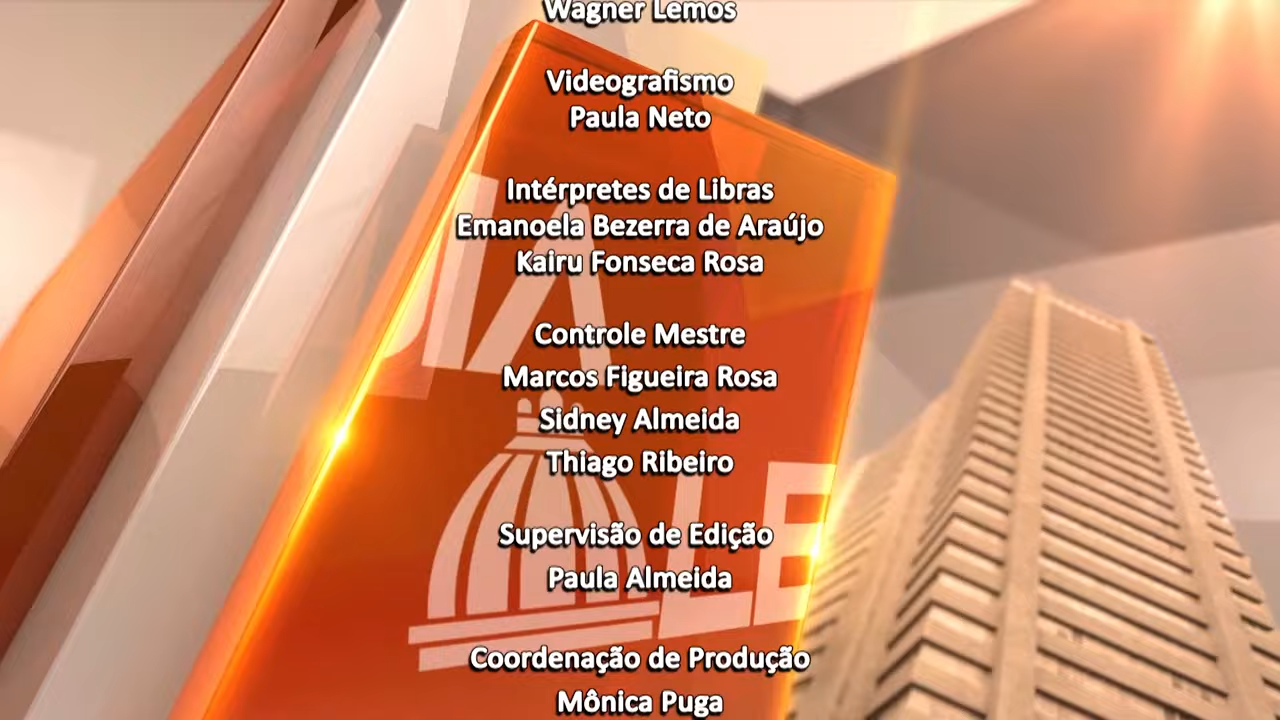 Wagner Lemos
Videografismo
Paula Neto
Intérpretes de Libras
Emanoela Bezerra de Araújo
Kairu Fonseca Rosa
Controle Mestre
Marcos Figueira Rosa
Sidney Almeida
Thiago Ribeiro
Supervisão de Edição
Paula Almeida
Coordenação de Produção
Mônica Puga